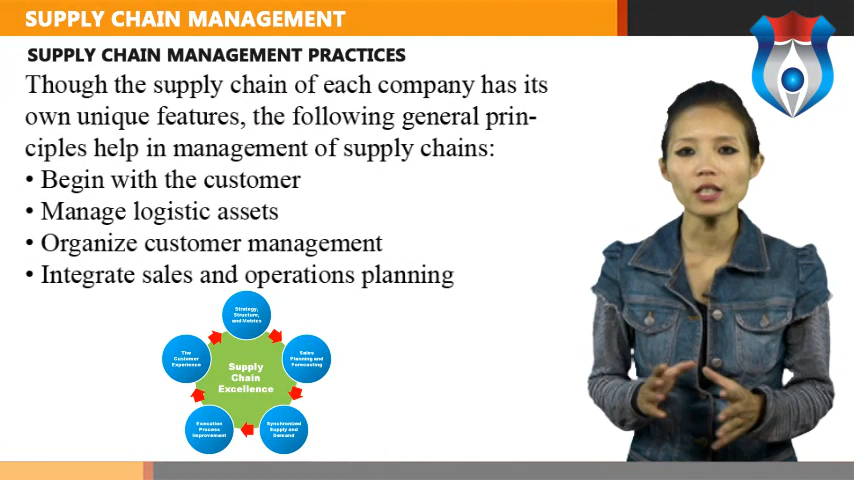 SUPPLY CHAIN MANAGEMENT
SUPPLY CHAIN MANAGEMENT PRACTICES
Though the supply chain of each company has its
own unique features, the following general prin-
ciples help in management of supply chains:
• Begin with the customer
• Manage logistic assets
• Organize customer management
• Integrate sales and operations planning
Strategy,
Structure,
and Metrics
The
Customer
Experience
Sales
Planning and
Forecasting
Supply
Chain
Excellence
Execution
Process
Improvement
Synchronized
Supply and
Demand